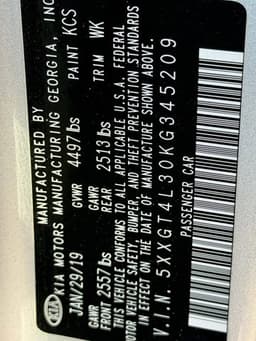 MANUFACTURED BY
KIA MOTORS MANUFACTURING GEORGIA, INC
KIA
JAN/29/19 GVWR 4497 lbs PAINT KCS
GAWR FRONT 2557 lbs GAWR REAR 2513 lbs TRIM WK
THIS VEHICLE CONFORMS TO ALL APPLICABLE U.S.A. FEDERAL
MOTOR VEHICLE SAFETY, BUMPER, AND THEFT PREVENTION STANDARDS
IN EFFECT ON THE DATE OF MANUFACTURE SHOWN ABOVE.
V.I.N. 5XXGT4L30KG345209
PASSENGER CAR